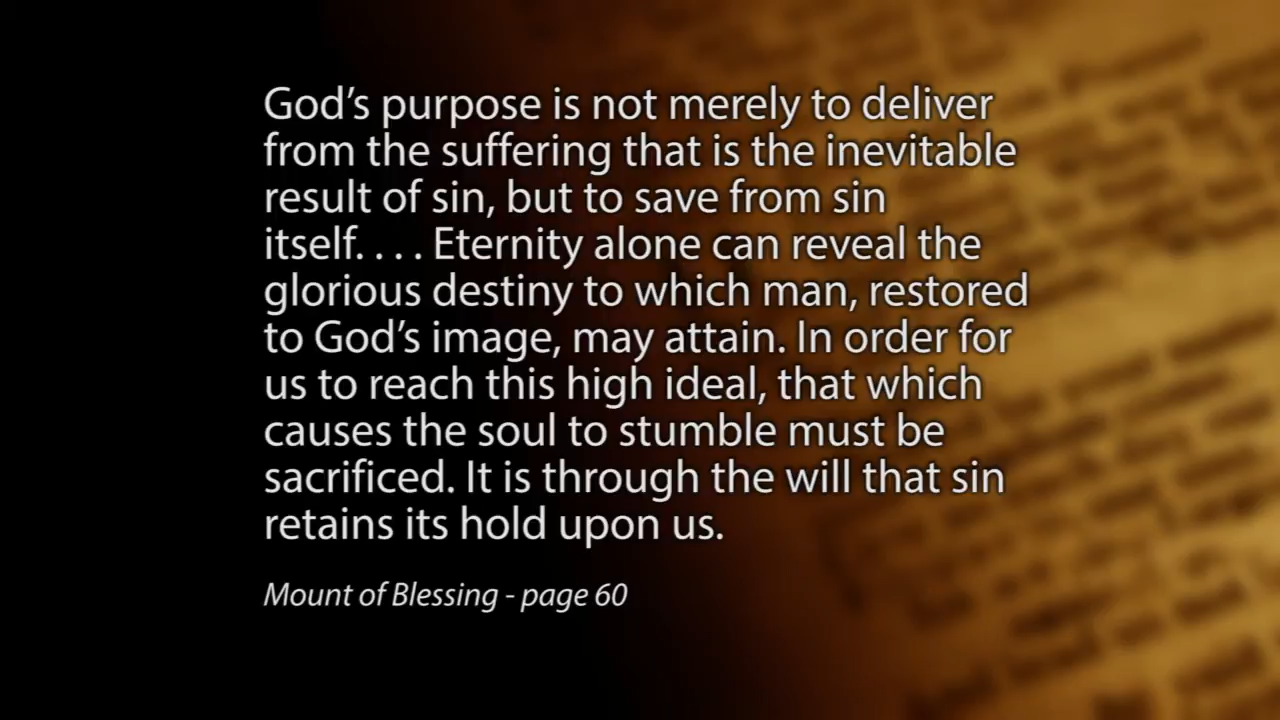 God's purpose is not merely to deliver
from the suffering that is the inevitable
result of sin, but to save from sin
itself. . . . Eternity alone can reveal the
glorious destiny to which man, restored
to God's image, may attain. In order for
us to reach this high ideal, that which
causes the soul to stumble must be
sacrificed. It is through the will that sin
retains its hold upon us.
Mount of Blessing - page 60